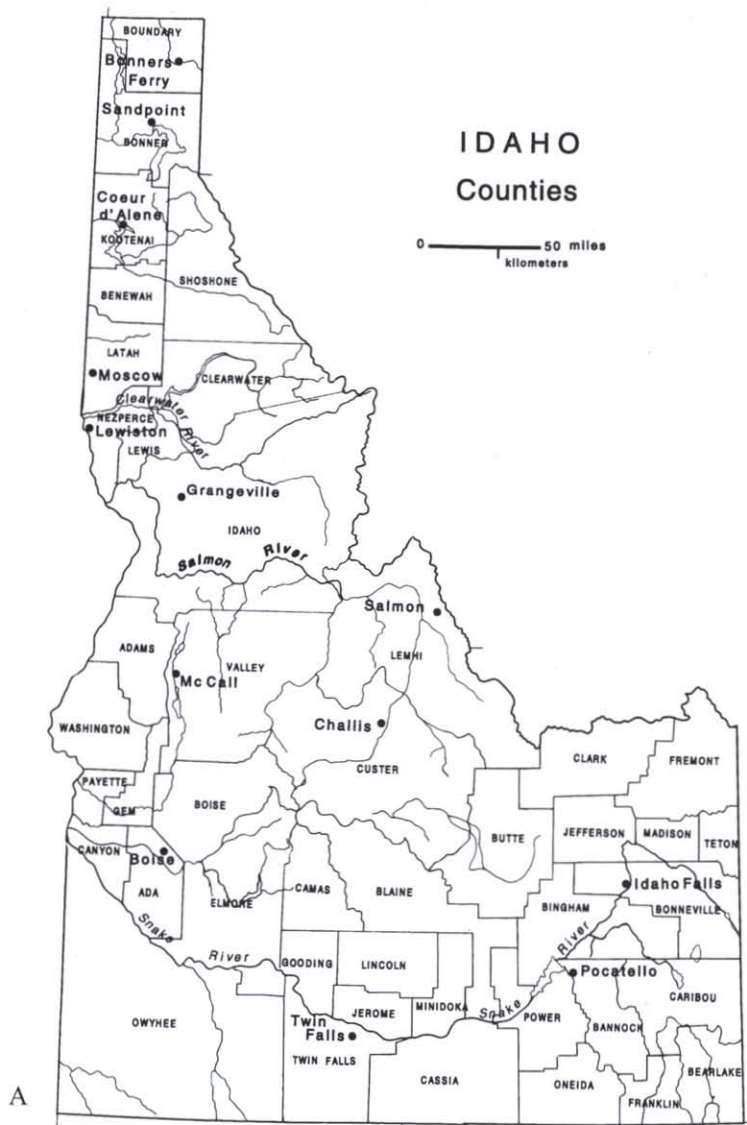 BOUNDARY
Bonners
Ferry
Sandpoint
BONNER
IDAHO
Counties
0 50 miles
kilometers
Coeur
d'Alene
KOOTENAI
SHOSHONE
BENEWAH
LATAH
Moscow
CLEARWATER
Clearwater River
NEZPERCE
Lewiston
LEWIS
Grangeville
IDAHO
Salmon River
Salmon
ADAMS
LEMHI
VALLEY
Mc Call
WASHINGTON
Challis
CUSTER
CLARK
FREMONT
PAYETTE
GEM
BOISE
BUTTE
JEFFERSON
MADISON
TETON
CANYON
Boise
ADA
ELMORE
CAMAS
BLAINE
Idaho Falls
BINGHAM
BONNEVILLE
Snake River
GOODING
LINCOLN
Pocatello
CARIBOU
JEROME
MINIDOKA
Snake River
POWER
BANNOCK
OWYHEE
Twin
Falls
TWIN FALLS
CASSIA
ONEIDA
FRANKLIN
BEARLAKE
A